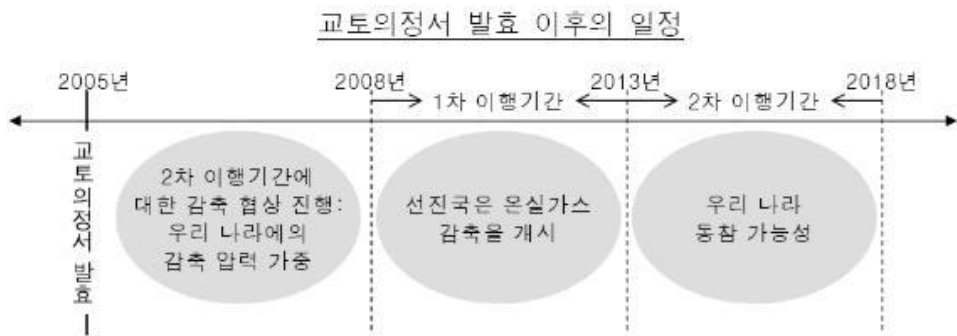 교토의정서 발효 이후의 일정
2005년
2008년
2013년
2018년
1차 이행기간
2차 이행기간
교토의정서 발효
2차 이행기간에
대한 감축 협상 진행:
우리 나라에의
감축 압력 가중
선진국은 온실가스
감축을 개시
우리 나라
동참 가능성